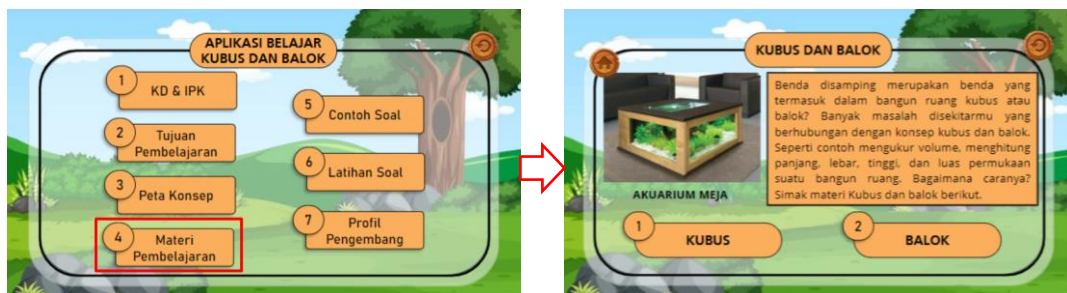 APLIKASI BELAJAR
KUBUS DAN BALOK
1
KD & IPK
2
Tujuan
Pembelajaran
3
Peta Konsep
4
Materi
Pembelajaran
5
Contoh Soal
6
Latihan Soal
7
Profil
Pengembang
KUBUS DAN BALOK
Benda disamping merupakan benda yang
termasuk dalam bangun ruang kubus atau
balok? Banyak masalah disekitarmu yang
berhubungan dengan konsep kubus dan balok.
Seperti contoh mengukur volume, menghitung
panjang, lebar, tinggi, dan luas permukaan
suatu bangun ruang. Bagaimana caranya?
Simak materi Kubus dan balok berikut.
AKUARIUM MEJA
1
KUBUS
2
BALOK